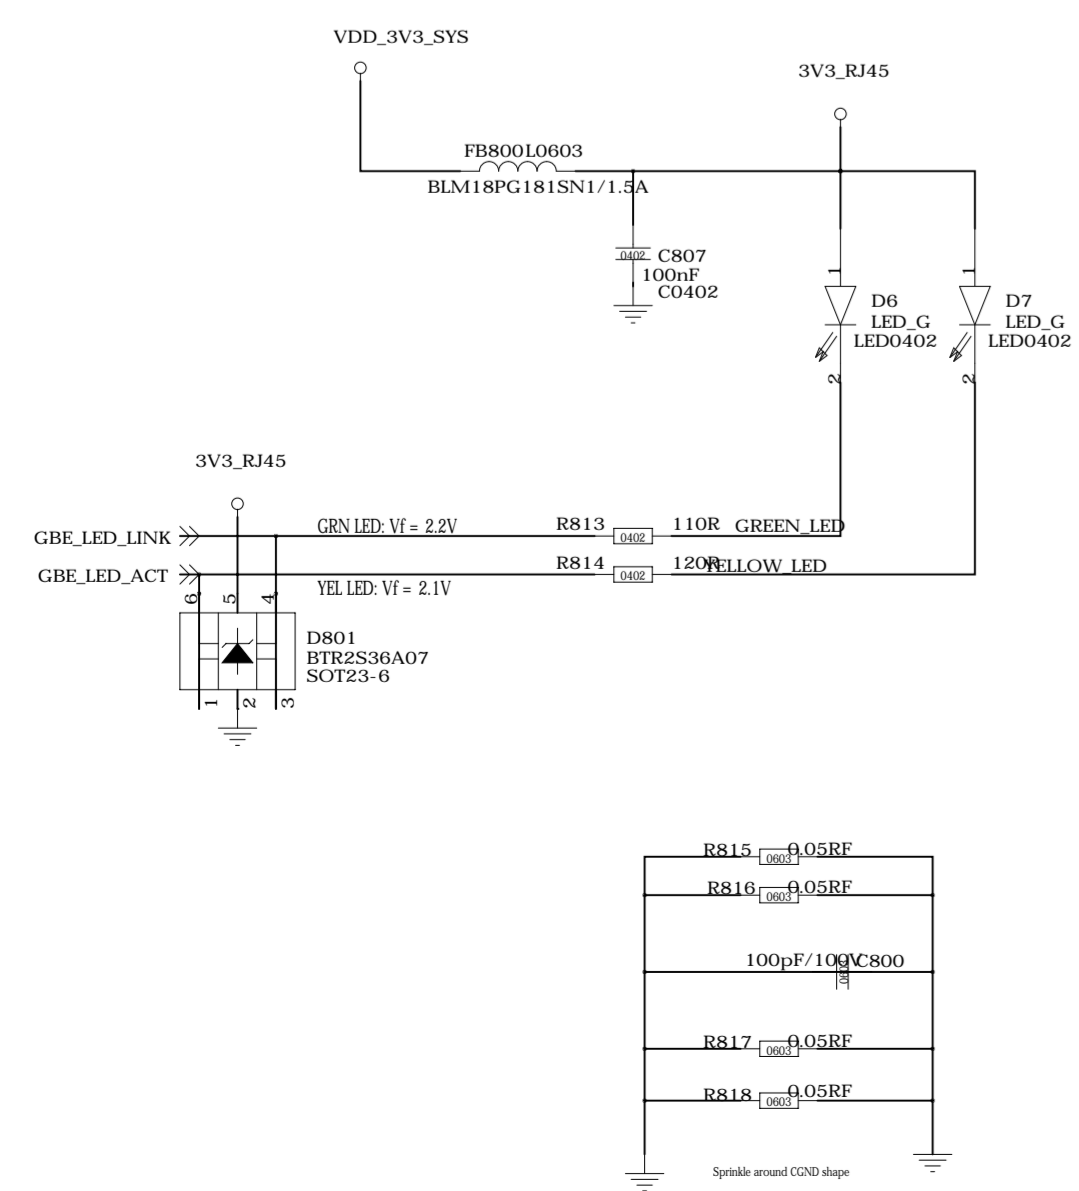 VDD_3V3_SYS
3V3_RJ45
FB800L0603
BLM18PG181SN1/1.5A
0402 C807
100nF
C0402
1
1
D6
LED_G
LED0402
D7
LED_G
LED0402
2
2
3V3_RJ45
GBE_LED_LINK
GRN LED: Vf = 2.2V
R813
0402
110R
GREEN_LED
GBE_LED_ACT
YEL LED: Vf = 2.1V
R814
0402
120R
YELLOW_LED
6
5
4
D801
BTR2S36A07
SOT23-6
1
2
3
R815
0603
0.05RF
R816
0603
0.05RF
100pF/100V
C800
R817
0603
0.05RF
R818
0603
0.05RF
Sprinkle around CGND shape